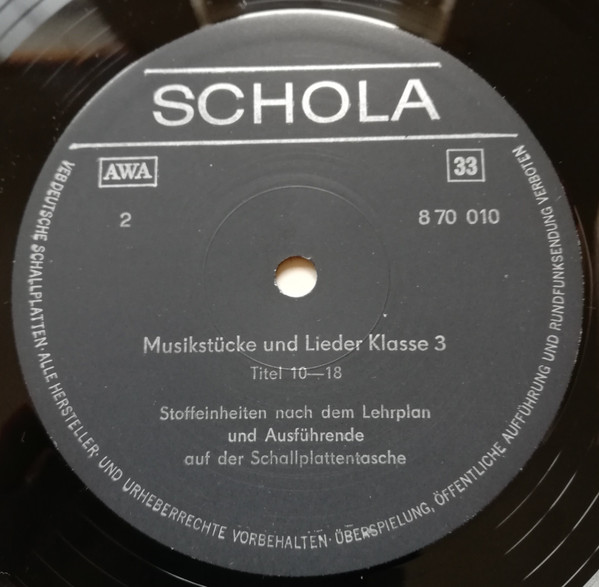 SCHOLA
AWA
33
2
8 70 010
Musikstücke und Lieder Klasse 3
Titel 10—18
Stoffeinheiten nach dem Lehrplan
und Ausführende
auf der Schallplattentasche
VEB DEUTSCHE SCHALLPLATTEN · ALLE HERSTELLER- UND URHEBERRECHTE VORBEHALTEN · ÜBERSPIELUNG, ÖFFENTLICHE AUFFÜHRUNG UND RUNDFUNKSENDUNG VERBOTEN